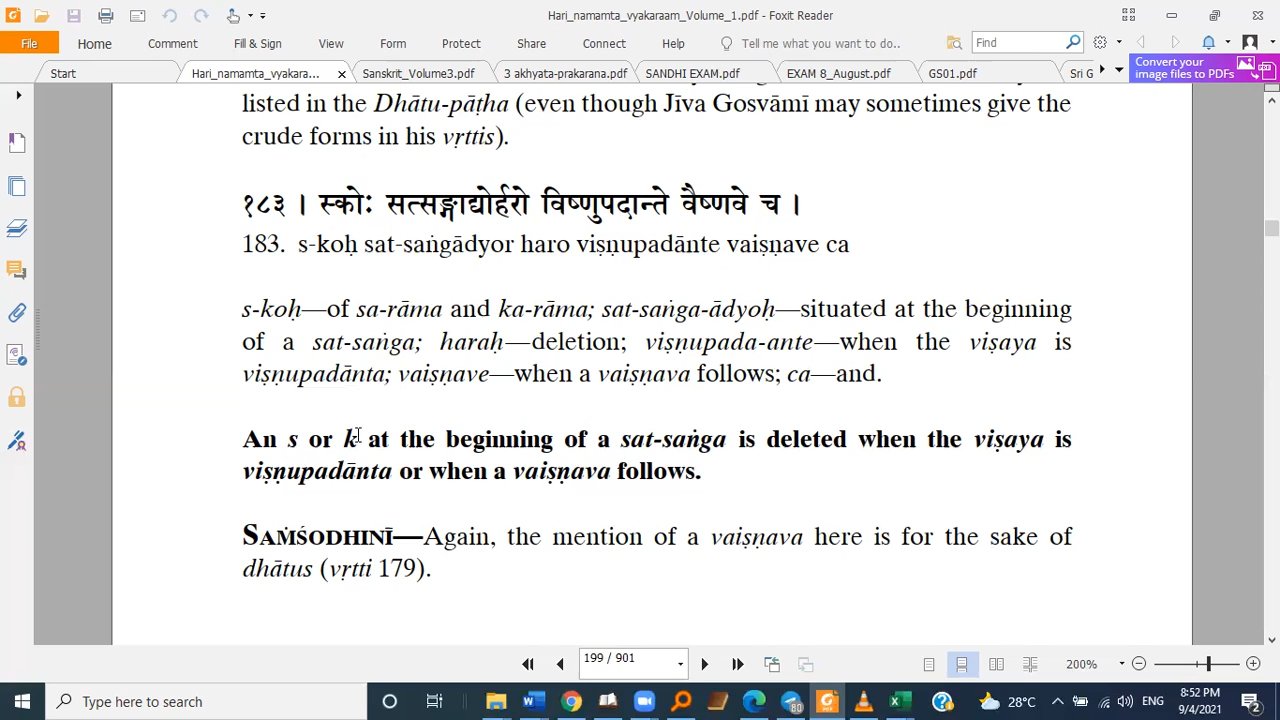 Hari_namamta_vyakaraam_Volume_1.pdf - Foxit Reader
File Home Comment Fill & Sign View Form Protect Share Connect Help Tell me what you do.. Find
Start Hari_namamta_vyakara... Sanskrit_Volume3.pdf 3 akhyata prakarana.pdf SANDHI EXAM.pdf EXAM 8_August.pdf GS01.pdf Sri G
Convert your
image files to PDFs
listed in the Dhātu-pāṭha (even though Jīva Gosvāmī may sometimes give the
crude forms in his vṛttis).
१८३ । स्कोः सत्सङ्गाद्योर्हरो विष्णुपदान्ते वैष्णवे च ।
183. s-koḥ sat-saṅgādyor haro viṣṇupadānte vaiṣṇave ca
s-koḥ—of sa-rāma and ka-rāma; sat-saṅga-ādyoḥ—situated at the beginning
of a sat-saṅga; haraḥ—deletion; viṣṇupada-ante—when the viṣaya is
viṣṇupadānta; vaiṣṇave—when a vaiṣṇava follows; ca—and.
An s or k at the beginning of a sat-saṅga is deleted when the viṣaya is
viṣṇupadānta or when a vaiṣṇava follows.
SAṀŚODHINĪ—Again, the mention of a vaiṣṇava here is for the sake of
dhātus (vṛtti 179).
199 / 901 200%
Type here to search 80 28°C ENG 8:52 PM
9/4/2021 2